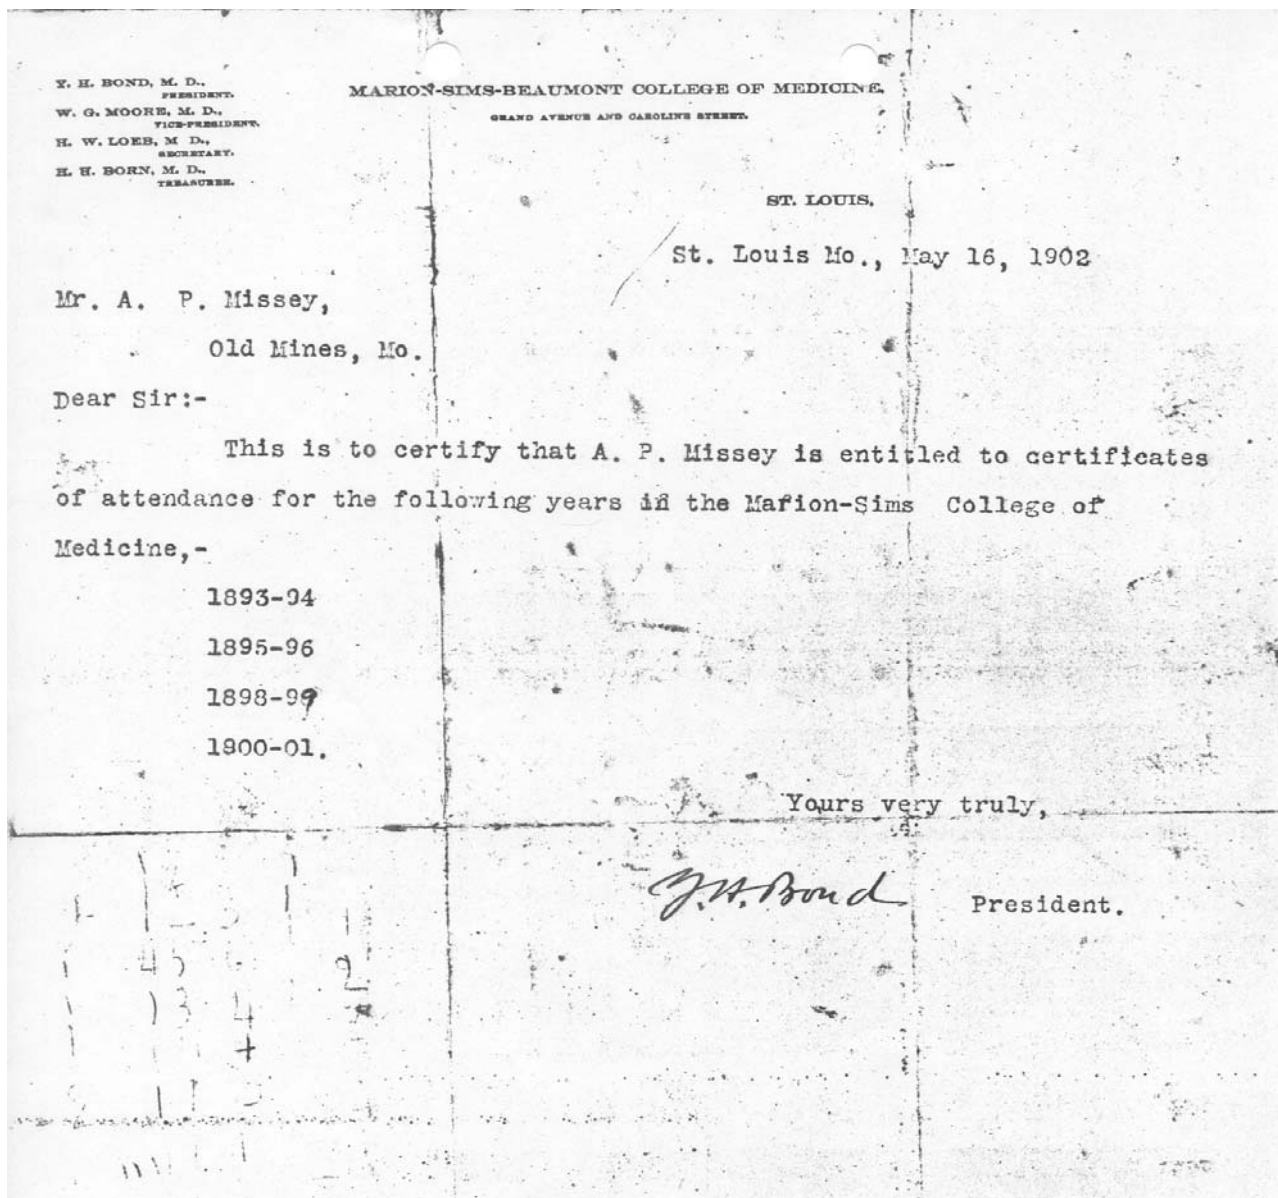 Y. H. BOND, M. D.,
PRESIDENT.
W. G. MOORE, M. D.,
VICE-PRESIDENT.
H. W. LOEB, M D.,
SECRETARY.
H. H. BORN, M. D.,
TREASURER.
MARION-SIMS-BEAUMONT COLLEGE OF MEDICINE.
GRAND AVENUE AND CAROLINE STREET.
ST. LOUIS,
St. Louis Mo., May 16, 1902
Mr. A. P. Missey,
Old Mines, Mo.
Dear Sir:-
This is to certify that A. P. Missey is entitled to certificates
of attendance for the following years in the Marion-Sims College of
Medicine,-
1893-94
1895-96
1898-99
1900-01.
Yours very truly,
Y. H. Bond President.